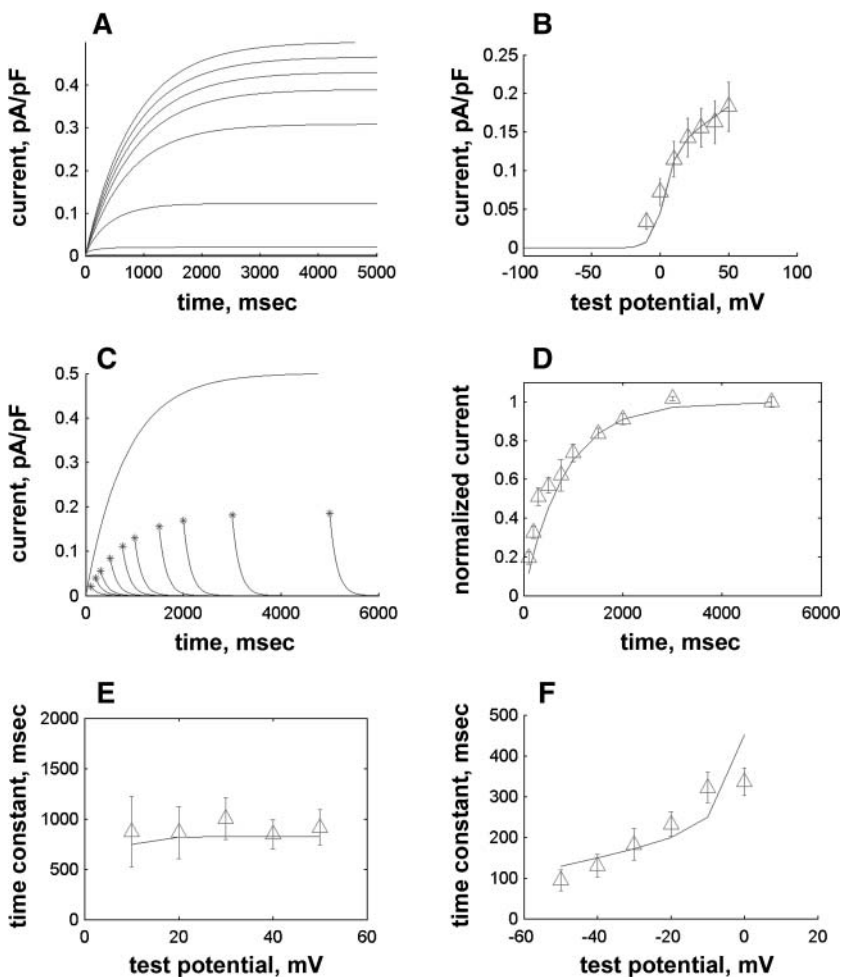 A
current, pA/pF
0.4
0.3
0.2
0.1
0
0 1000 2000 3000 4000 5000
time, msec
B
current, pA/pF
0.25
0.2
0.15
0.1
0.05
0
-100 -50 0 50 100
test potential, mV
C
current, pA/pF
0.5
0.4
0.3
0.2
0.1
0
0 2000 4000 6000
time, msec
D
normalized current
1
0.8
0.6
0.4
0.2
0
0 2000 4000 6000
time, msec
E
time constant, msec
2000
1500
1000
500
0
0 20 40 60
test potential, mV
F
time constant, msec
500
400
300
200
100
0
-60 -40 -20 0 20
test potential, mV